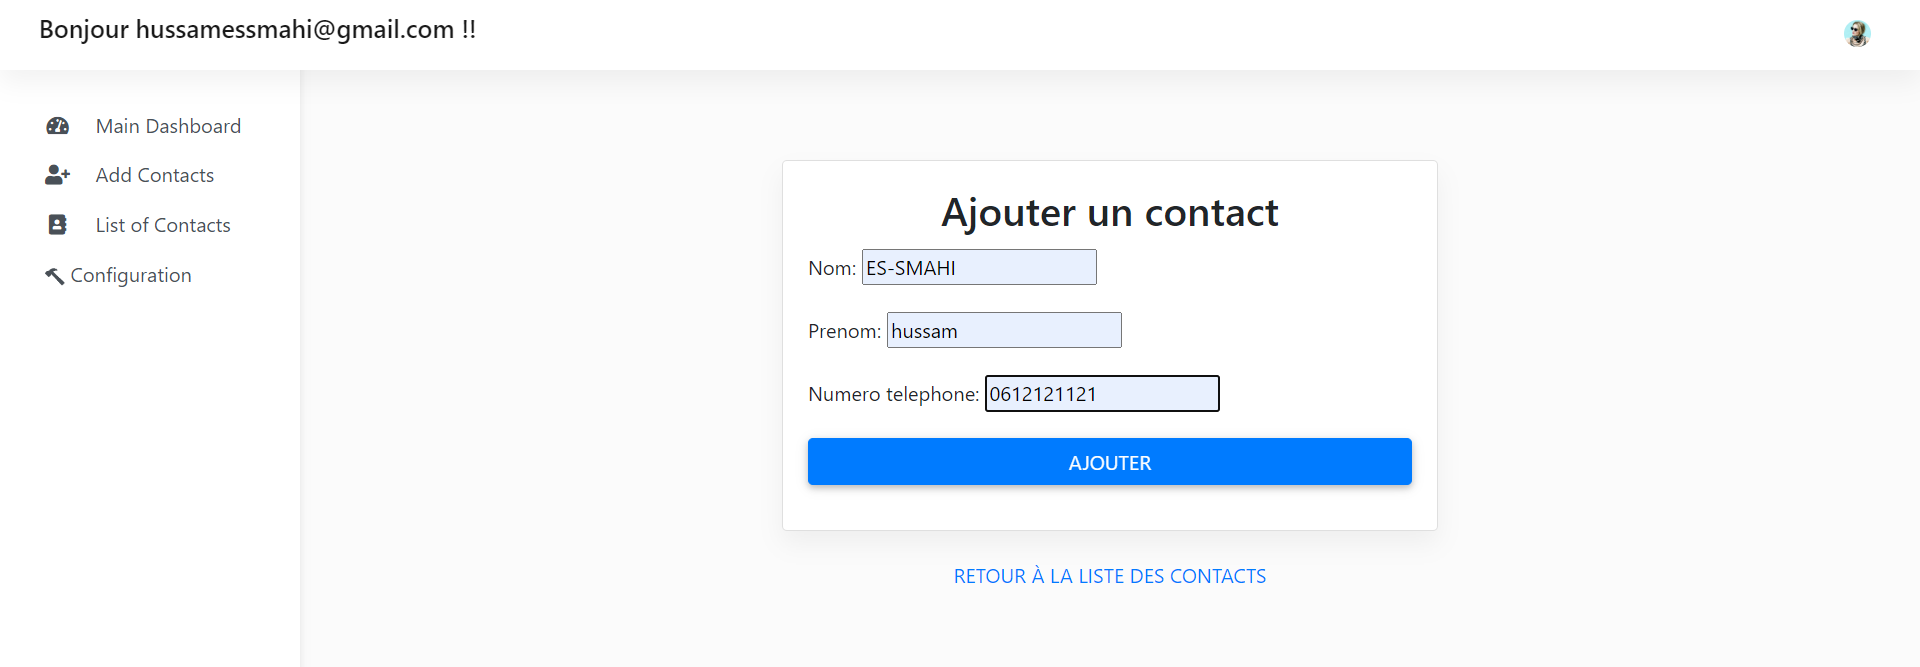 Bonjour hussamessmahi@gmail.com !!
Main Dashboard
Add Contacts
List of Contacts
Configuration
Ajouter un contact
Nom: ES-SMAHI
Prenom: hussam
Numero telephone: 0612121121
AJOUTER
RETOUR À LA LISTE DES CONTACTS